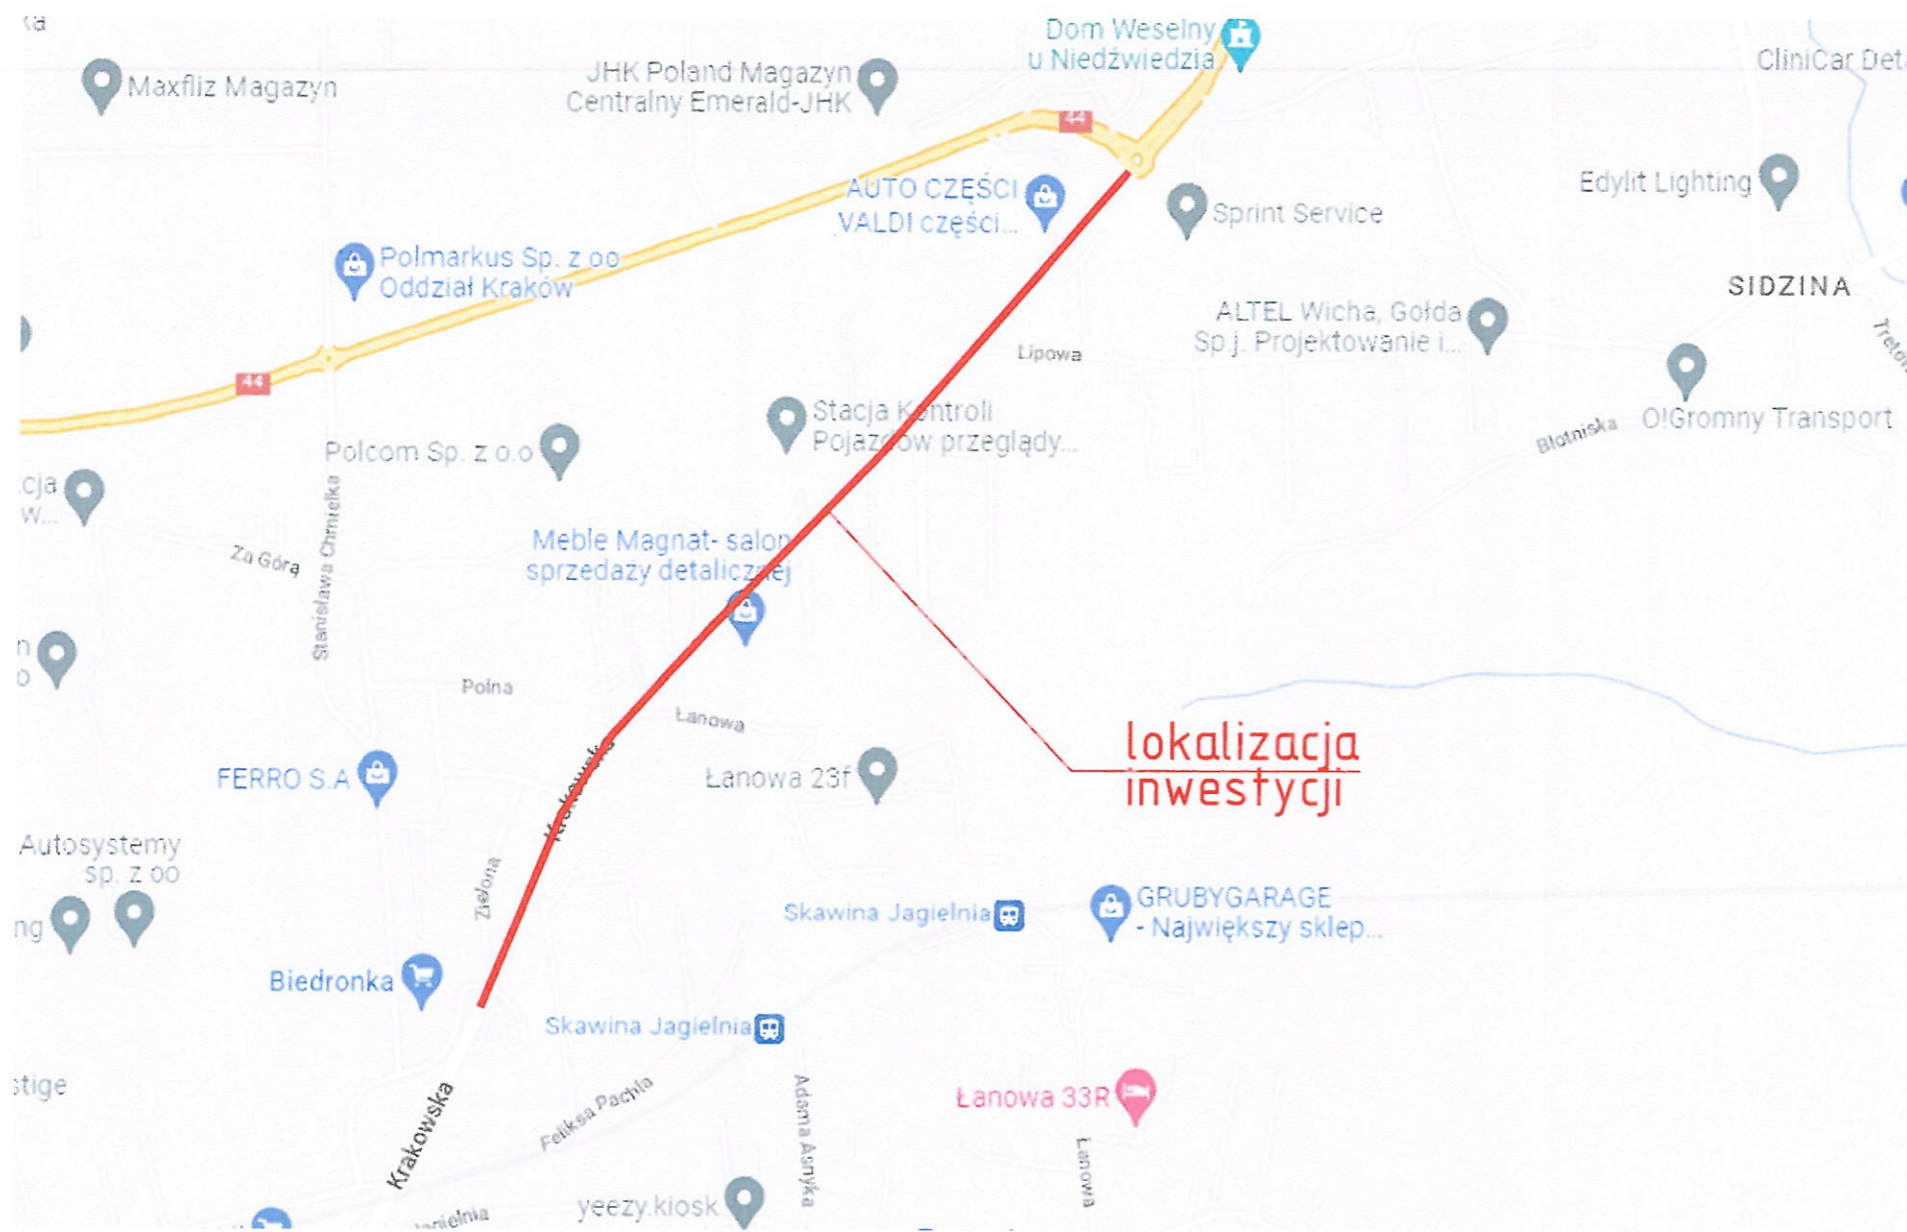 Dom Weselny
u Niedźwiedzia
CliniCar Deta
Maxfliz Magazyn
JHK Poland Magazyn
Centralny Emerald-JHK
44
AUTO CZĘŚCI
VALDI części...
Sprint Service
Edylit Lighting
Polmarkus Sp. z oo
Oddział Kraków
SIDZINA
ALTEL Wicha, Gołda
Sp.j. Projektowanie i...
Lipowa
44
Stacja Kontroli
Pojazdów przeglądy...
O!Gromny Transport
Błotniska
Polcom Sp. z o.o
Stanisława Chmielka
Za Górą
Meble Magnat- salon
sprzedaży detalicznej
Polna
Łanowa
lokalizacja
inwestycji
Krakowska
FERRO S.A
Łanowa 23f
Autosystemy
sp. z oo
Zielona
Skawina Jagielnia
GRUBYGARAGE
- Największy sklep...
Biedronka
Skawina Jagielnia
Krakowska
Feliksa Pachla
Adama Asnyka
Łanowa 33R
Łanowa
yeezy.kiosk